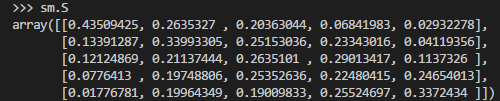 >>> sm.S
array([[0.43509425, 0.2635327 , 0.20363044, 0.06841983, 0.02932278],
[0.13391287, 0.33993305, 0.25153036, 0.23343016, 0.04119356],
[0.12124869, 0.21137444, 0.2635101 , 0.29013417, 0.1137326 ],
[0.0776413 , 0.19748806, 0.25352636, 0.22480415, 0.24654013],
[0.01776781, 0.19964349, 0.19009833, 0.25524697, 0.3372434 ]])